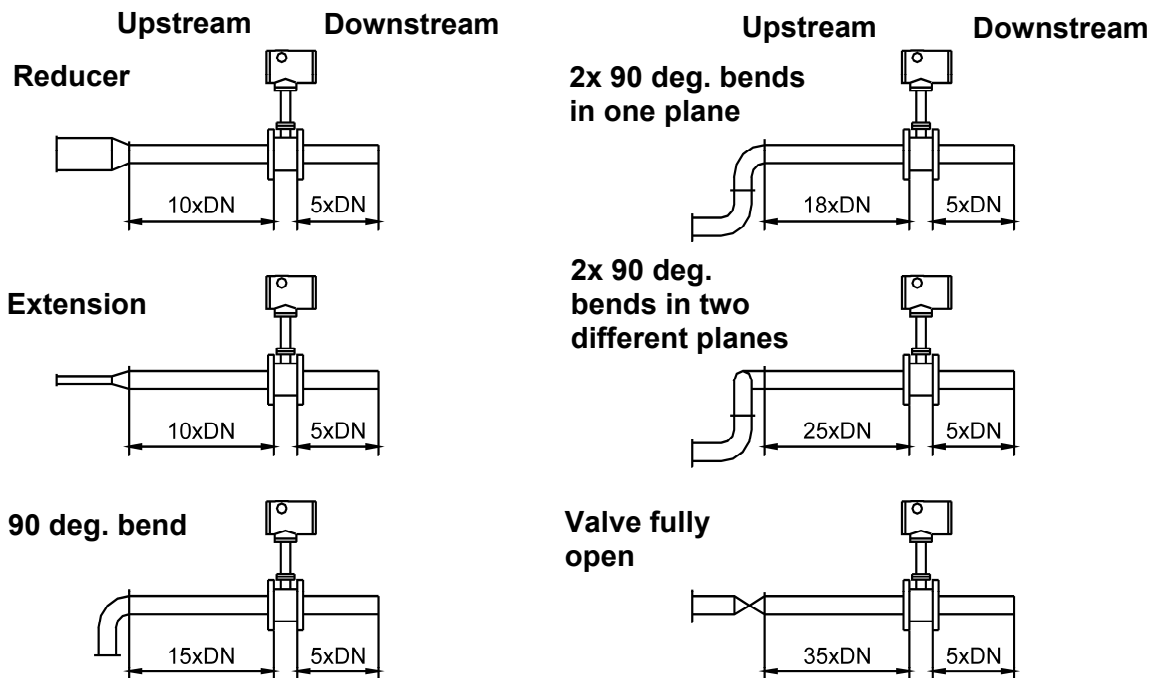 Upstream Downstream
Reducer
10xDN 5xDN
Extension
10xDN 5xDN
90 deg. bend
15xDN 5xDN
Upstream Downstream
2x 90 deg. bends
in one plane
18xDN 5xDN
2x 90 deg.
bends in two
different planes
25xDN 5xDN
Valve fully
open
35xDN 5xDN